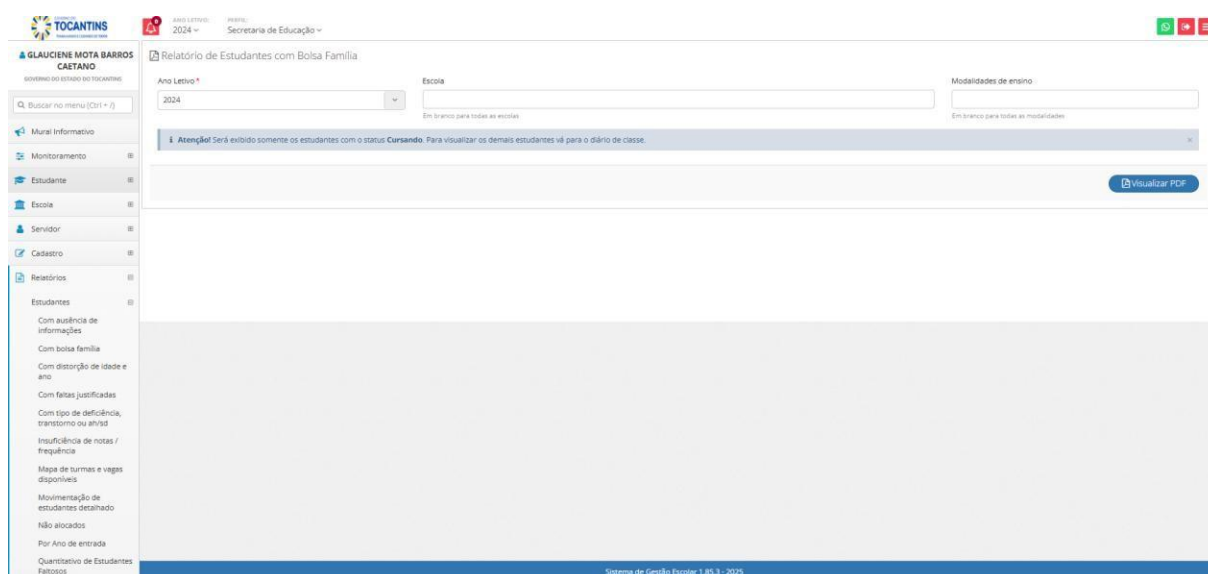 GOVERNO DO
TOCANTINS
ANO LETIVO:
2024
PERFIL:
Secretaria de Educação
GLAUCIENE MOTA BARROS
CAETANO
GOVERNO DO ESTADO DO TOCANTINS
Buscar no menu (Ctrl + /)
Mural Informativo
Monitoramento
Estudante
Escola
Servidor
Cadastro
Relatórios
Estudantes
Com ausência de
informações
Com bolsa família
Com distorção de idade e
ano
Com faltas justificadas
Com tipo de deficiência,
transtorno ou ah/sd
Insuficiência de notas /
frequência
Mapa de turmas e vagas
disponíveis
Movimentação de
estudantes detalhado
Não alocados
Por Ano de entrada
Quantitativo de Estudantes
Faltosos
Relatório de Estudantes com Bolsa Família
Ano Letivo *
2024
Escola
Em branco para todas as escolas
Modalidades de ensino
Em branco para todas as modalidades
i Atenção! Será exibido somente os estudantes com o status Cursando. Para visualizar os demais estudantes vá para o diário de classe. ×
Visualizar PDF
Sistema de Gestão Escolar 1.85.3 - 2025